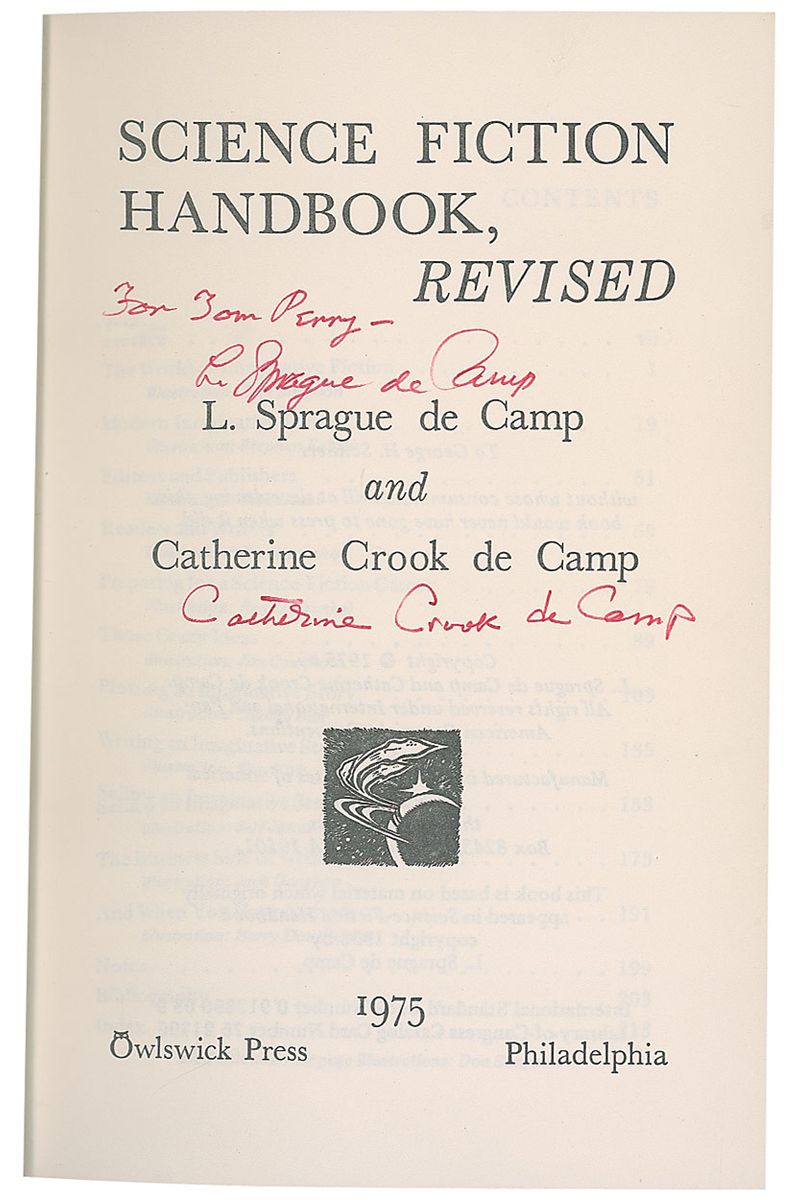 SCIENCE FICTION
HANDBOOK,
REVISED
For Tom Perry –
L. Sprague de Camp
L. Sprague de Camp
and
Catherine Crook de Camp
Catherine Crook de Camp
1975
Owlswick Press Philadelphia